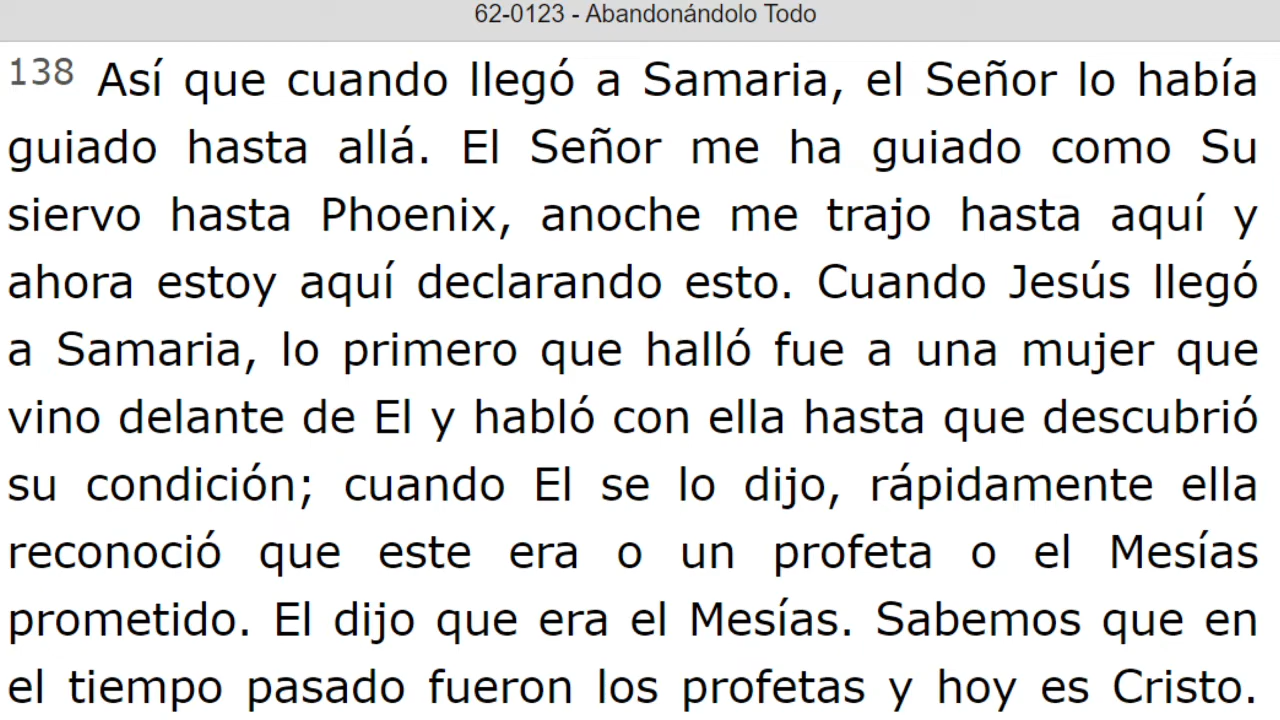 62-0123 - Abandonándolo Todo
138 Así que cuando llegó a Samaria, el Señor lo había
guiado hasta allá. El Señor me ha guiado como Su
siervo hasta Phoenix, anoche me trajo hasta aquí y
ahora estoy aquí declarando esto. Cuando Jesús llegó
a Samaria, lo primero que halló fue a una mujer que
vino delante de El y habló con ella hasta que descubrió
su condición; cuando El se lo dijo, rápidamente ella
reconoció que este era o un profeta o el Mesías
prometido. El dijo que era el Mesías. Sabemos que en
el tiempo pasado fueron los profetas y hoy es Cristo.